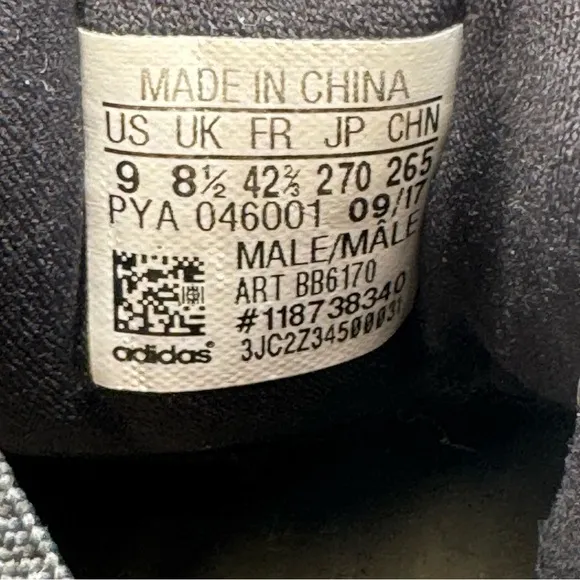 MADE IN CHINA
US UK FR JP CHN
9 8½ 42⅔ 270 265
PYA 046001 09/17
MALE/MÂLE
ART BB6170
#118738340
3JC2Z34500031
adidas